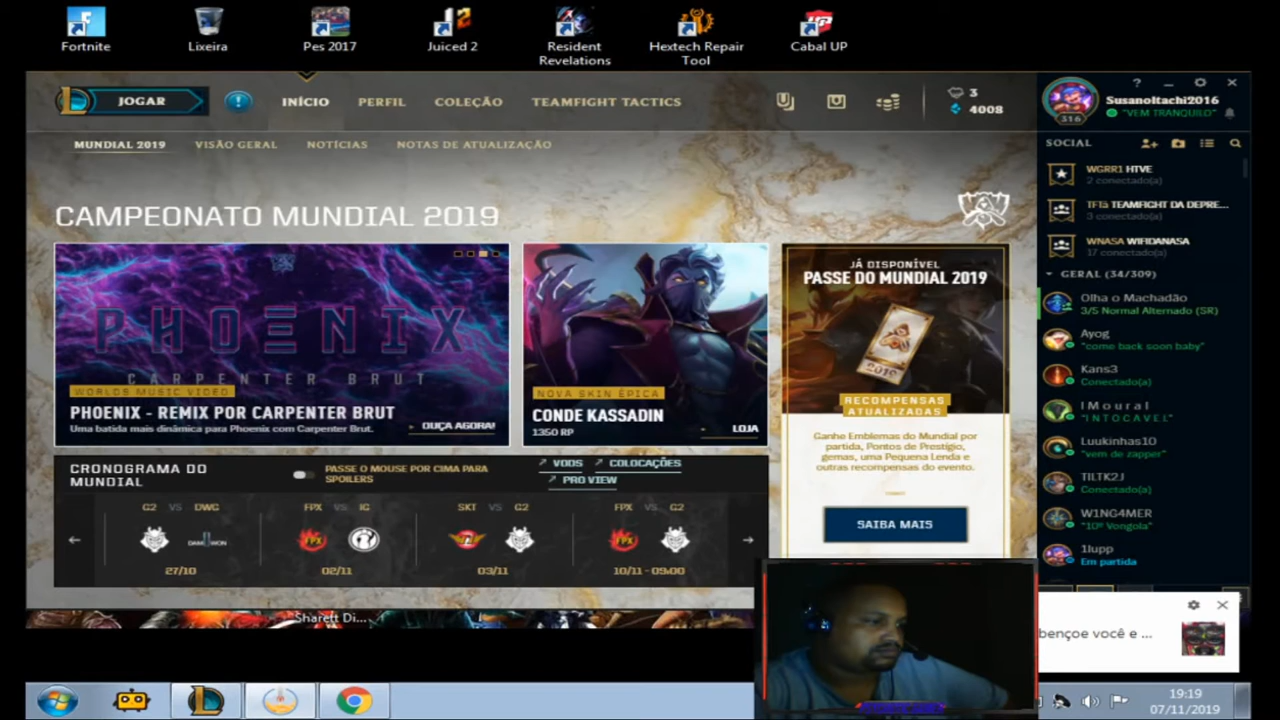 Fortnite
Lixeira
Pes 2017
Juiced 2
Resident Revelations
Hextech Repair Tool
Cabal UP
JOGAR
INÍCIO
PERFIL
COLEÇÃO
TEAMFIGHT TACTICS
3
4008
?
SusanoItachi2016
"VEM TRANQUILO"
316
MUNDIAL 2019
VISÃO GERAL
NOTÍCIAS
NOTAS DE ATUALIZAÇÃO
SOCIAL
WGRR1 HTVE
2 conectado(a)
TFT5 TEAMFIGHT DA DEPRE...
3 conectado(a)
WNASA WIFIDANASA
17 conectado(a)
GERAL (34/309)
Olha o Machadão
3/5 Normal Alternado (SR)
Ayog
"come back soon baby"
Kans3
Conectado(a)
I M o u r a l
"I N T O C A V E L"
Luukinhas10
"vem de zapper"
TILTK2J
Conectado(a)
W1NG4MER
"10º Vongola"
1lupp
Em partida
CAMPEONATO MUNDIAL 2019
PHOENIX
CARPENTER BRUT
WORLDS MUSIC VIDEO
PHOENIX - REMIX POR CARPENTER BRUT
Uma batida mais dinâmica para Phoenix com Carpenter Brut.
OUÇA AGORA!
NOVA SKIN ÉPICA
CONDE KASSADIN
1350 RP
LOJA
JÁ DISPONÍVEL
PASSE DO MUNDIAL 2019
2019
RECOMPENSAS
ATUALIZADAS
Ganhe Emblemas do Mundial por
partida, Pontos de Prestígio,
gemas, uma Pequena Lenda e
outras recompensas do evento.
SAIBA MAIS
CRONOGRAMA DO
MUNDIAL
PASSE O MOUSE POR CIMA PARA
SPOILERS
VODS
COLOCAÇÕES
PRO VIEW
G2 VS DWG
DAMWON
27/10
FPX VS IG
FPX
02/11
SKT VS G2
03/11
FPX VS G2
FPX
10/11 - 09:00
Sharett Di...
bençoe você e ...
19:19
07/11/2019